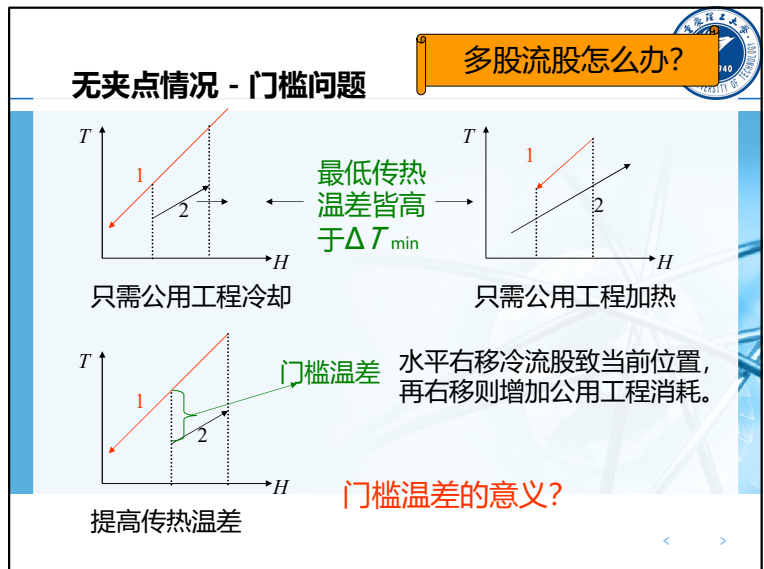 多股流股怎么办?
无夹点情况 - 门槛问题
T
1
2
H
只需公用工程冷却
最低传热
温差皆高
于ΔT min
T
1
2
H
只需公用工程加热
T
1
2
H
提高传热温差
门槛温差
水平右移冷流股致当前位置，
再右移则增加公用工程消耗。
门槛温差的意义?
1940